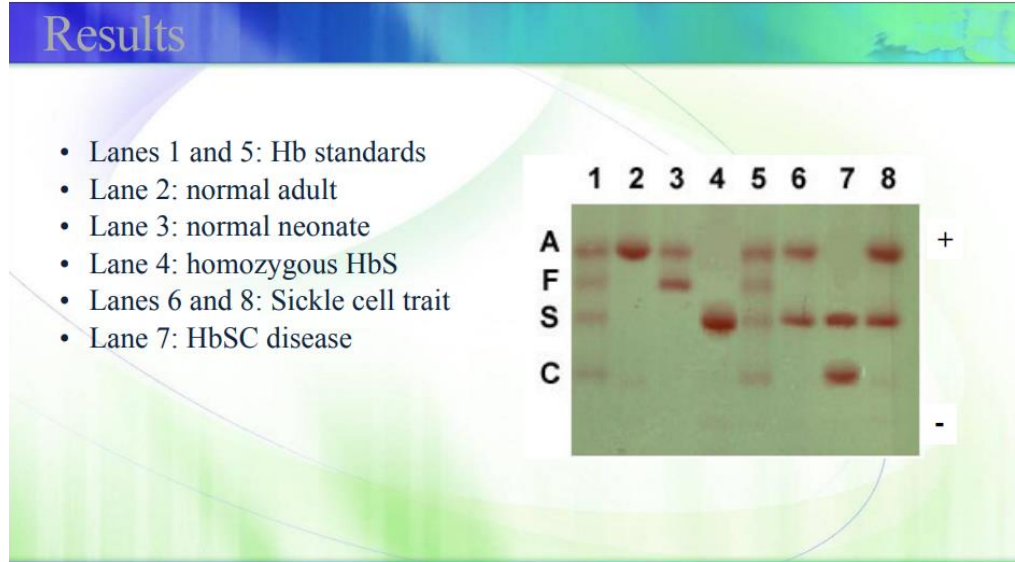 Results
• Lanes 1 and 5: Hb standards
• Lane 2: normal adult
• Lane 3: normal neonate
• Lane 4: homozygous HbS
• Lanes 6 and 8: Sickle cell trait
• Lane 7: HbSC disease
1 2 3 4 5 6 7 8
A
+
F
S
C
-